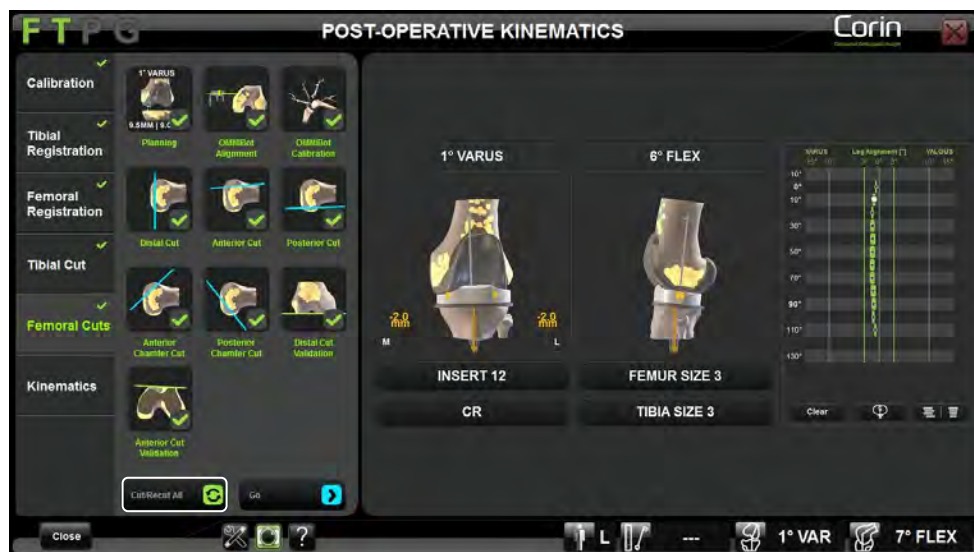 FTPG
POST-OPERATIVE KINEMATICS
Corin
Calibration
Tibial
Registration
Femoral
Registration
Tibial Cut
Femoral Cuts
Kinematics
1° VARUS
Planning
OMNIBot
Alignment
OMNIBot
Calibration
Distal Cut
Anterior Cut
Posterior Cut
Anterior
Chamfer Cut
Posterior
Chamfer Cut
Distal Cut
Validation
Anterior Cut
Validation
Cut/Recut All
Go
1° VARUS
6° FLEX
-2.0
mm
-2.0
mm
M
L
INSERT 12
FEMUR SIZE 3
CR
TIBIA SIZE 3
VARUS
Leg Alignment [°]
VALGUS
10°
0°
10°
30°
50°
70°
90°
110°
130°
Clear
Close
?
L
---
1° VAR
7° FLEX